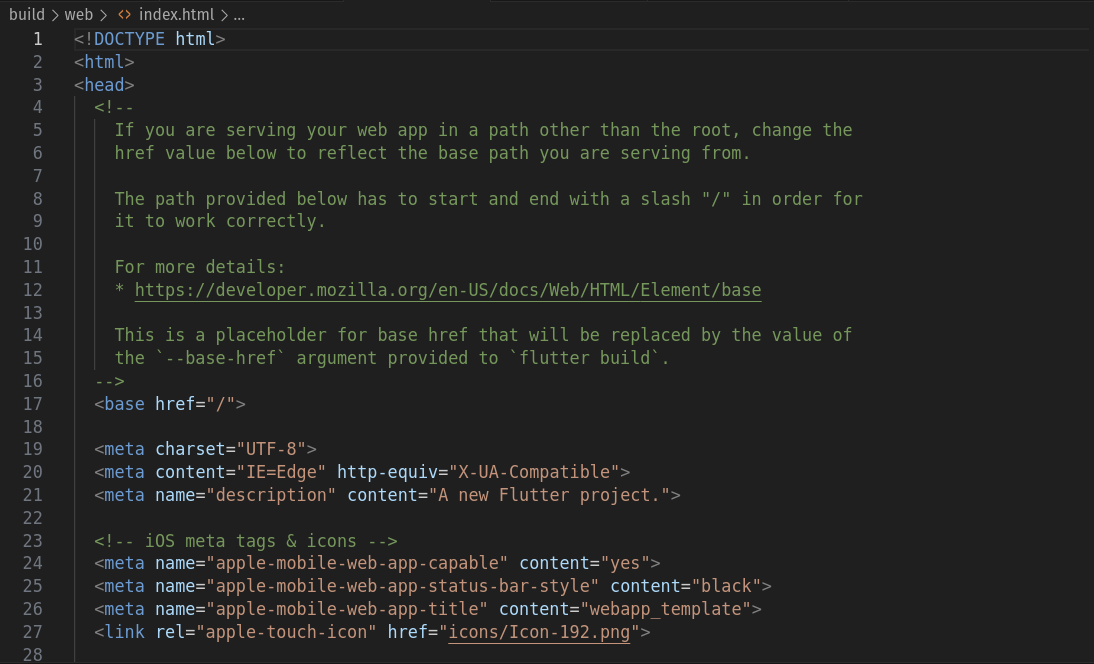 build > web > <> index.html > ...
1 <!DOCTYPE html>
2 <html>
3 <head>
4 <!--
5 If you are serving your web app in a path other than the root, change the
6 href value below to reflect the base path you are serving from.
7
8 The path provided below has to start and end with a slash "/" in order for
9 it to work correctly.
10
11 For more details:
12 * https://developer.mozilla.org/en-US/docs/Web/HTML/Element/base
13
14 This is a placeholder for base href that will be replaced by the value of
15 the `--base-href` argument provided to `flutter build`.
16 -->
17 <base href="/">
18
19 <meta charset="UTF-8">
20 <meta content="IE=Edge" http-equiv="X-UA-Compatible">
21 <meta name="description" content="A new Flutter project.">
22
23 <!-- iOS meta tags & icons -->
24 <meta name="apple-mobile-web-app-capable" content="yes">
25 <meta name="apple-mobile-web-app-status-bar-style" content="black">
26 <meta name="apple-mobile-web-app-title" content="webapp_template">
27 <link rel="apple-touch-icon" href="icons/Icon-192.png">
28